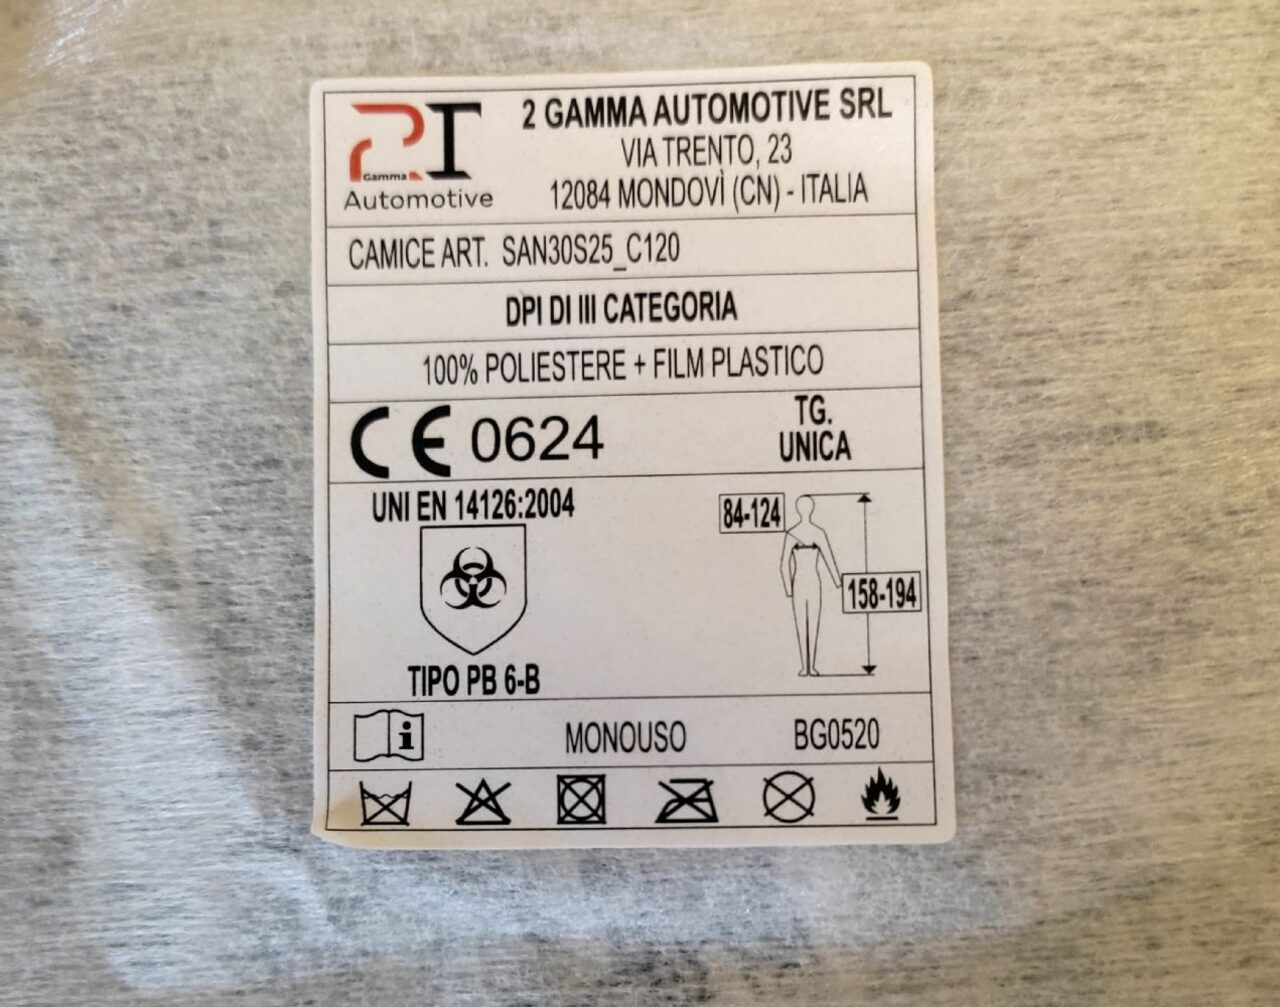 2 GAMMA AUTOMOTIVE SRL
VIA TRENTO, 23
12084 MONDOVÌ (CN) - ITALIA
Gamma
Automotive
CAMICE ART. SAN30S25_C120
DPI DI III CATEGORIA
100% POLIESTERE + FILM PLASTICO
CE 0624
TG.
UNICA
UNI EN 14126:2004
84-124
158-194
TIPO PB 6-B
i
MONOUSO
BG0520